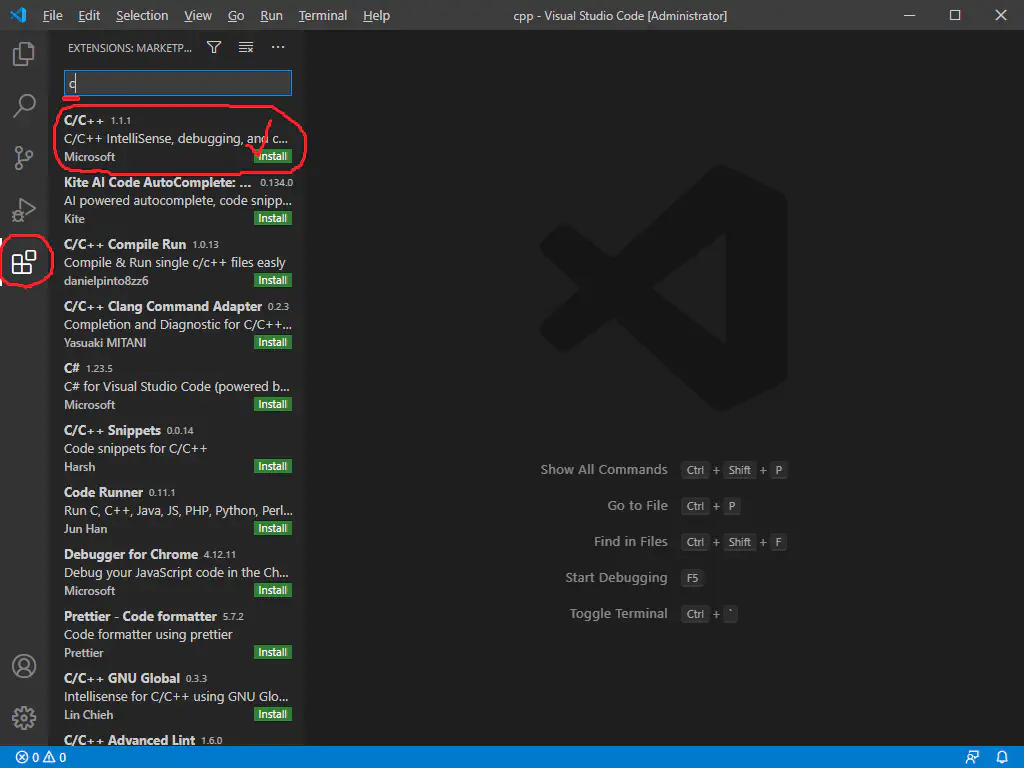 File Edit Selection View Go Run Terminal Help cpp - Visual Studio Code [Administrator]
EXTENSIONS: MARKETP...
c
C/C++ 1.1.1
C/C++ IntelliSense, debugging, and c...
Microsoft Install
Kite AI Code AutoComplete: ... 0.134.0
AI powered autocomplete, code snipp...
Kite Install
C/C++ Compile Run 1.0.13
Compile & Run single c/c++ files easly
danielpinto8zz6 Install
C/C++ Clang Command Adapter 0.2.3
Completion and Diagnostic for C/C++...
Yasuaki MITANI Install
C# 1.23.5
C# for Visual Studio Code (powered b...
Microsoft Install
C/C++ Snippets 0.0.14
Code snippets for C/C++
Harsh Install
Code Runner 0.11.1
Run C, C++, Java, JS, PHP, Python, Perl...
Jun Han Install
Debugger for Chrome 4.12.11
Debug your JavaScript code in the Ch...
Microsoft Install
Prettier - Code formatter 5.7.2
Code formatter using prettier
Prettier Install
C/C++ GNU Global 0.3.3
Intellisense for C/C++ using GNU Glo...
Lin Chieh Install
C/C++ Advanced Lint 1.6.0
Show All Commands Ctrl + Shift + P
Go to File Ctrl + P
Find in Files Ctrl + Shift + F
Start Debugging F5
Toggle Terminal Ctrl + `
0 0